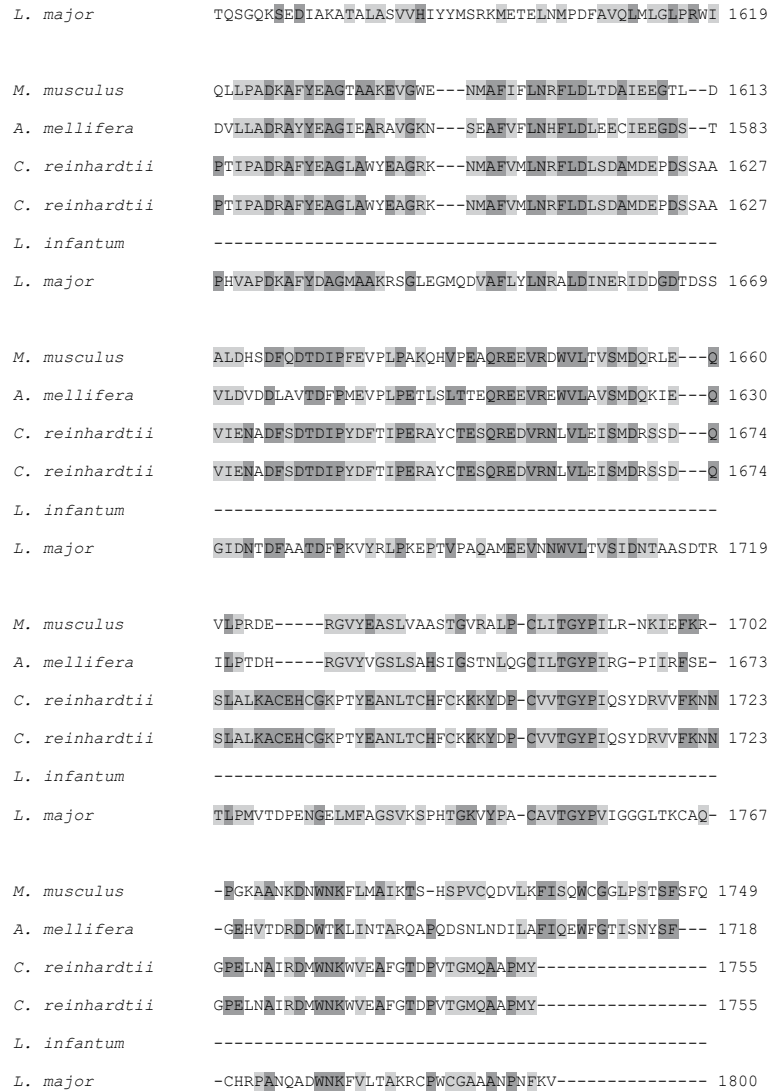 L. major TQSGQKSEDIAKATALASVVHIYYMSRKMETELNMPDFAVQLMLGLPRWI 1619
M. musculus QLLPADKAFYEAGTAAKEVGWE---NMAFIFLNRFLDLTDAIEEGTL--D 1613
A. mellifera DVLLADRAYYEAGIEARAVGKN---SEAFVFLNHFLDLEECIEEGDS--T 1583
C. reinhardtii PTIPADRAFYEAGLAWYEAGRK---NMAFVMLNRFLDLSDAMDEPDSSAA 1627
C. reinhardtii PTIPADRAFYEAGLAWYEAGRK---NMAFVMLNRFLDLSDAMDEPDSSAA 1627
L. infantum --------------------------------------------------
L. major PHVAPDKAFYDAGMAAKRSGLEGMQDVAFLYLNRALDINERIDDGDTDSS 1669
M. musculus ALDHSDFQDTDIPFEVPLPAKQHVPEAQREEVRDWVLTVSMDQRLE---Q 1660
A. mellifera VLDVDDLAVTDFPMEVPLPETLSLTTEQREEVREWVLAVSMDQKIE---Q 1630
C. reinhardtii VIENADFSDTDIPYDFTIPERAYCTESQREDVRNLVLEISMDRSSD---Q 1674
C. reinhardtii VIENADFSDTDIPYDFTIPERAYCTESQREDVRNLVLEISMDRSSD---Q 1674
L. infantum --------------------------------------------------
L. major GIDNTDFAATDFPKVYRLPKEPTVPAQAMEEVNNWVLTVSIDNTAASDTR 1719
M. musculus VLPRDE-----RGVYEASLVAASTGVRALP-CLITGYPILR-NKIEFKR- 1702
A. mellifera ILPTDH-----RGVYVGSLSAHSIGSTNLQGCILTGYPIRG-PIIRFSE- 1673
C. reinhardtii SLALKACEHCGKPTYEANLTCHFCKKKYDP-CVVTGYPIQSYDRVVFKNN 1723
C. reinhardtii SLALKACEHCGKPTYEANLTCHFCKKKYDP-CVVTGYPIQSYDRVVFKNN 1723
L. infantum --------------------------------------------------
L. major TLPMVTDPENGELMFAGSVKSPHTGKVYPA-CAVTGYPVIGGGLTKCAQ- 1767
M. musculus -PGKAANKDNWNKFLMAIKTS-HSPVCQDVLKFISQWCGGLPSTSFSFQ 1749
A. mellifera -GEHVTDRDDWTKLINTARQAPQDSNLNDILAFIQEWFGTISNYSF--- 1718
C. reinhardtii GPELNAIRDMWNKWVEAFGTDPVTGMQAAPMY----------------- 1755
C. reinhardtii GPELNAIRDMWNKWVEAFGTDPVTGMQAAPMY----------------- 1755
L. infantum -------------------------------------------------
L. major -CHRPANQADWNKFVLTAKRCPWCGAAANPNFKV--------------- 1800